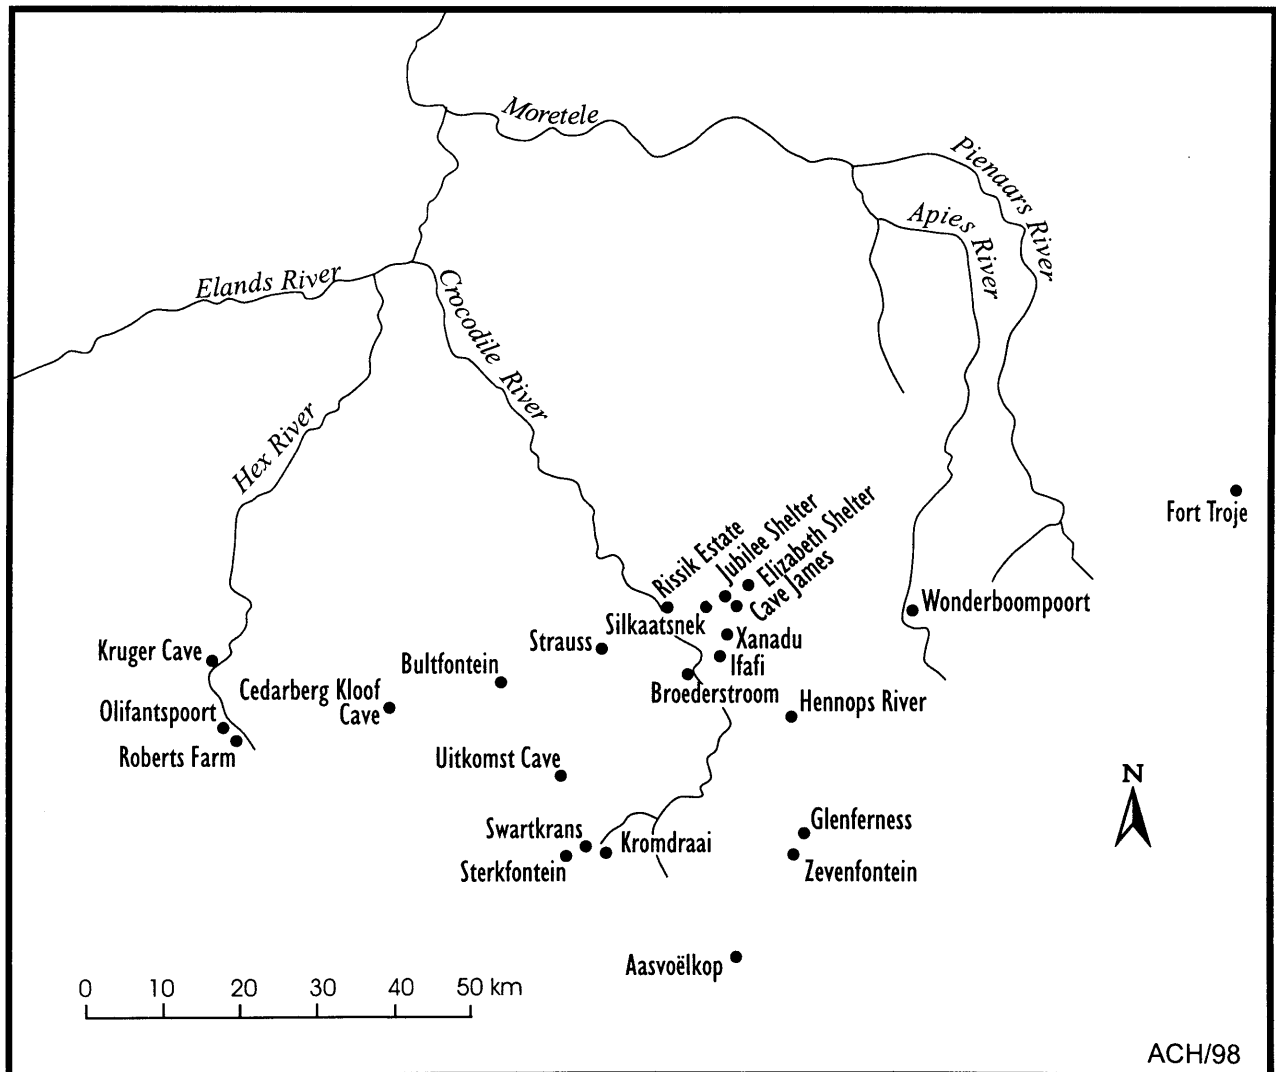 Moretele
Pienaars River
Apies River
Elands River
Crocodile River
Hex River
Fort Troje
Rissik Estate
Jubilee Shelter
Elizabeth Shelter
Cave James
Wonderboompoort
Silkaatsnek
Strauss
Xanadu
Kruger Cave
Bultfontein
Ifafi
Cedarberg Kloof
Cave
Broederstroom
Hennops River
Olifantspoort
Roberts Farm
Uitkomst Cave
N
Glenferness
Swartkrans
Kromdraai
Sterkfontein
Zevenfontein
Aasvoëlkop
0 10 20 30 40 50 km
ACH/98